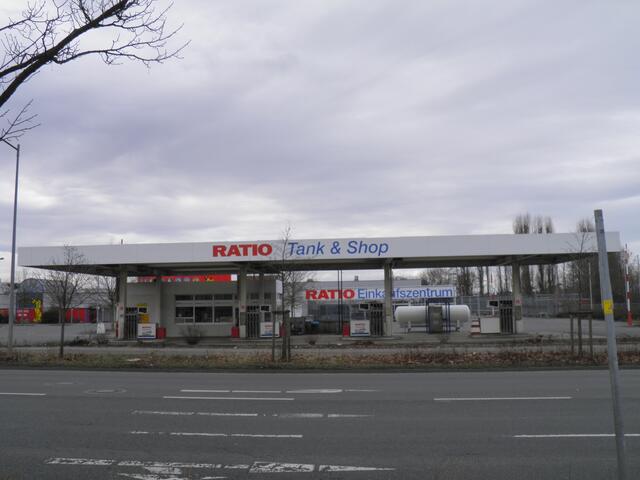 RATIO Tank & Shop
RATIO Einkaufszentrum